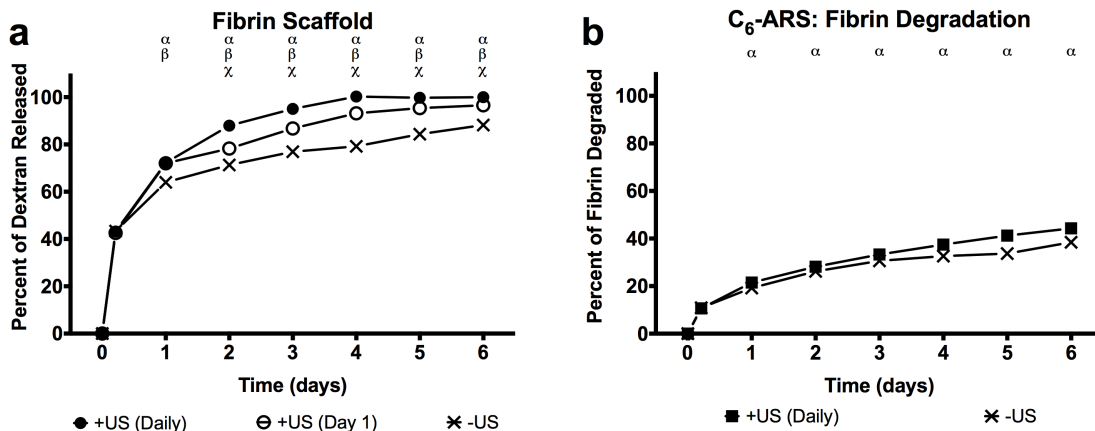 a
Fibrin Scaffold
α α α α α α
β β β β β β
χ χ χ χ χ
Percent of Dextran Released
100
80
60
40
20
0
0 1 2 3 4 5 6
Time (days)
+US (Daily) +US (Day 1) -US
b
C₆-ARS: Fibrin Degradation
α α α α α α
Percent of Fibrin Degraded
100
80
60
40
20
0
0 1 2 3 4 5 6
Time (days)
+US (Daily) -US